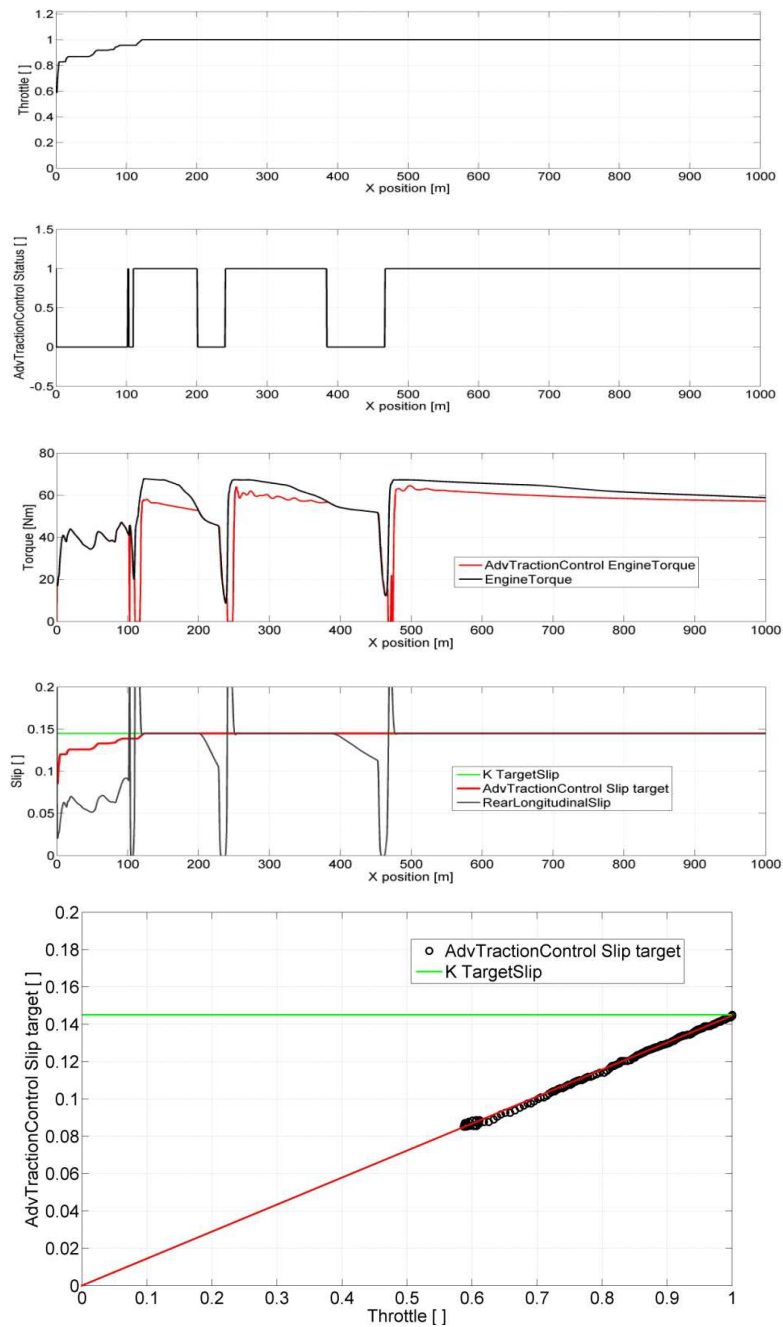 1.2
1
0.8
0.6
0.4
0.2
0
Throttle [ ]
0 100 200 300 400 500 600 700 800 900 1000
X position [m]
1.5
1
0.5
0
-0.5
AdvTractionControl Status [ ]
0 100 200 300 400 500 600 700 800 900 1000
X position [m]
80
60
40
20
0
Torque [Nm]
AdvTractionControl EngineTorque
EngineTorque
0 100 200 300 400 500 600 700 800 900 1000
X position [m]
0.2
0.15
0.1
0.05
0
Slip [ ]
K TargetSlip
AdvTractionControl Slip target
RearLongitudinalSlip
0 100 200 300 400 500 600 700 800 900 1000
X position [m]
0.2
0.18
0.16
0.14
0.12
0.1
0.08
0.06
0.04
0.02
0
AdvTractionControl Slip target [ ]
AdvTractionControl Slip target
K TargetSlip
0 0.1 0.2 0.3 0.4 0.5 0.6 0.7 0.8 0.9 1
Throttle [ ]